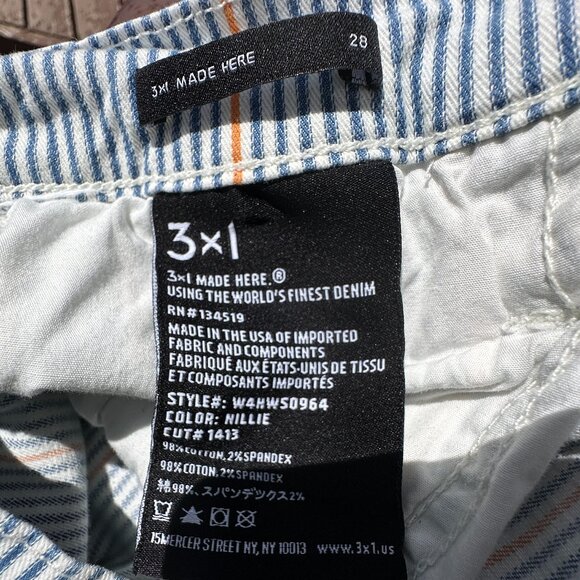 3x1 MADE HERE 28
3x1
3x1 MADE HERE.®
USING THE WORLD'S FINEST DENIM
RN# 134519
MADE IN THE USA OF IMPORTED
FABRIC AND COMPONENTS
FABRIQUÉ AUX ÉTATS-UNIS DE TISSU
ET COMPOSANTS IMPORTÉS
STYLE#: W4HWS0964
COLOR: NILLIE
CUT# 1413
98% COTTON, 2% SPANDEX
98% COTON, 2% SPANDEX
綿98%、スパンデックス2%
15 MERCER STREET NY, NY 10013 www.3x1.us